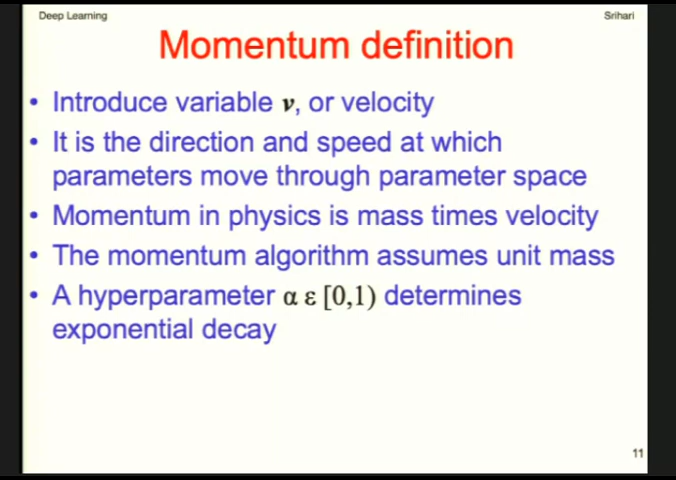 Deep Learning
Srihari
Momentum definition
• Introduce variable v, or velocity
• It is the direction and speed at which
parameters move through parameter space
• Momentum in physics is mass times velocity
• The momentum algorithm assumes unit mass
• A hyperparameter α ε [0,1) determines
exponential decay
11